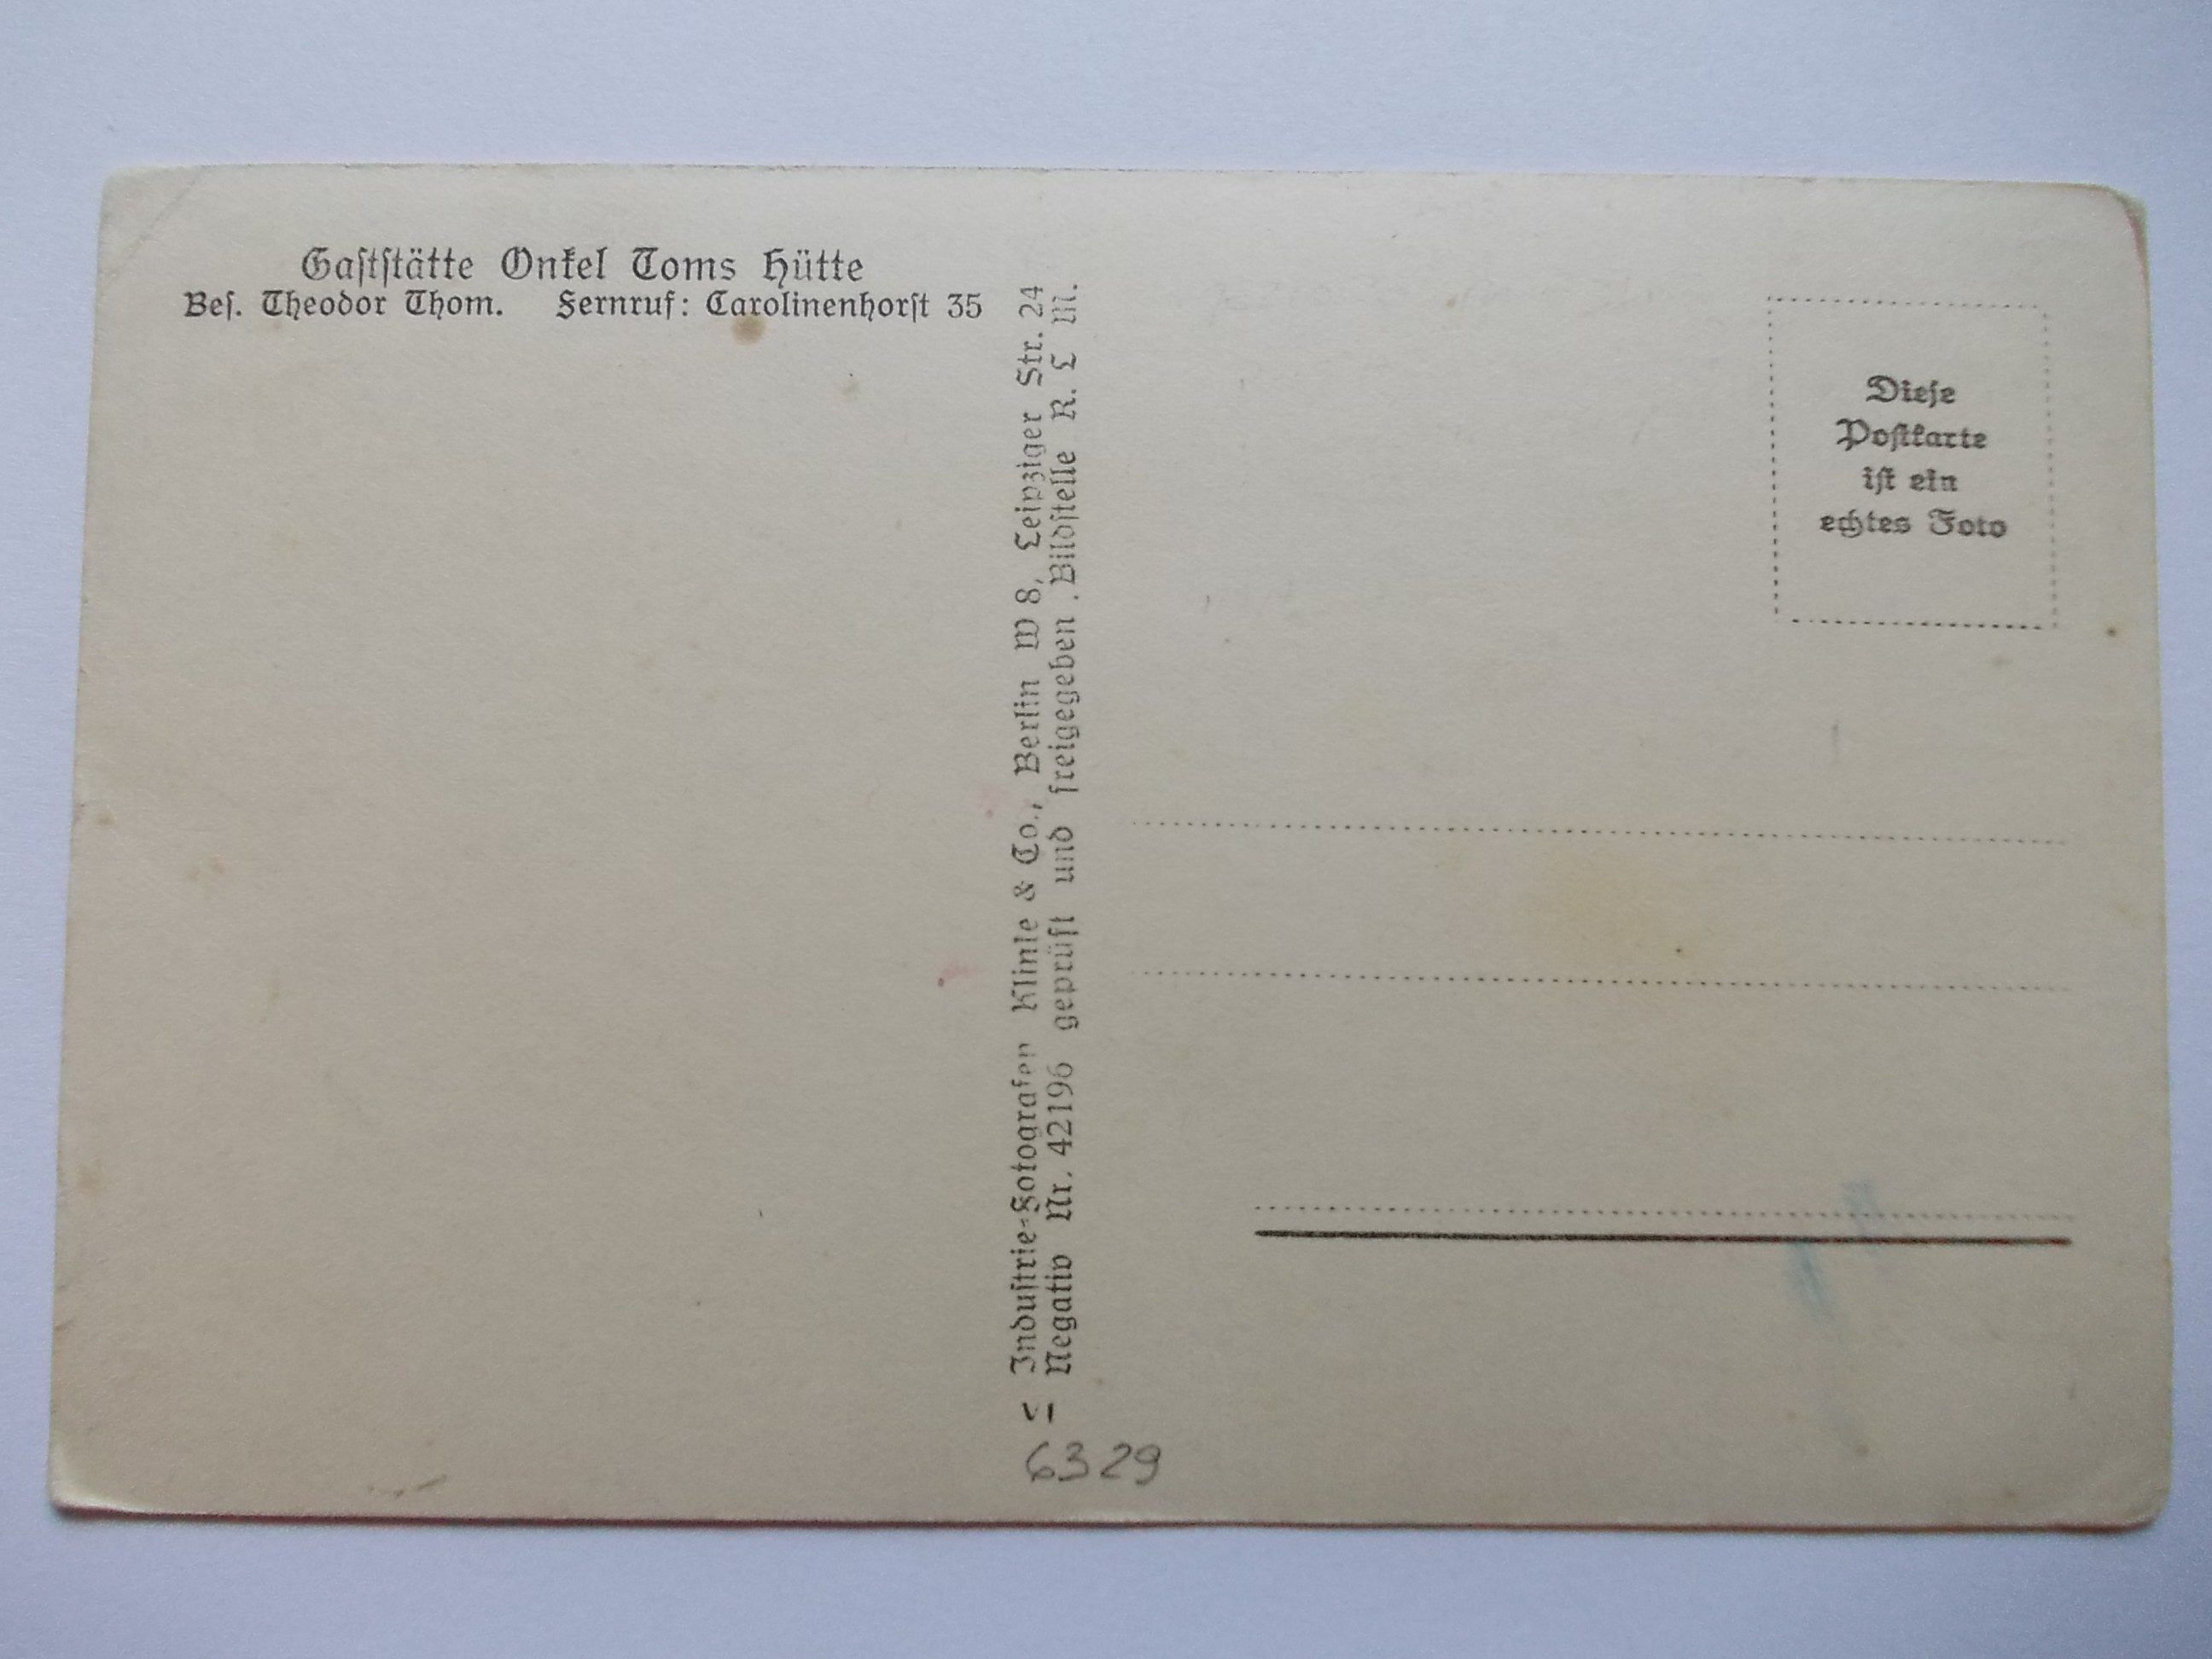 Gaststätte Onkel Toms Hütte
Bes. Theodor Thom. Fernruf: Carolinenhorst 35
Industrie-Fotografen Klinke & Co., Berlin W 8, Leipziger Str. 24
Negativ Nr. 42196 geprüft und freigegeben. Bildstelle R. L M.
Diese
Postkarte
ist ein
echtes Foto
6329